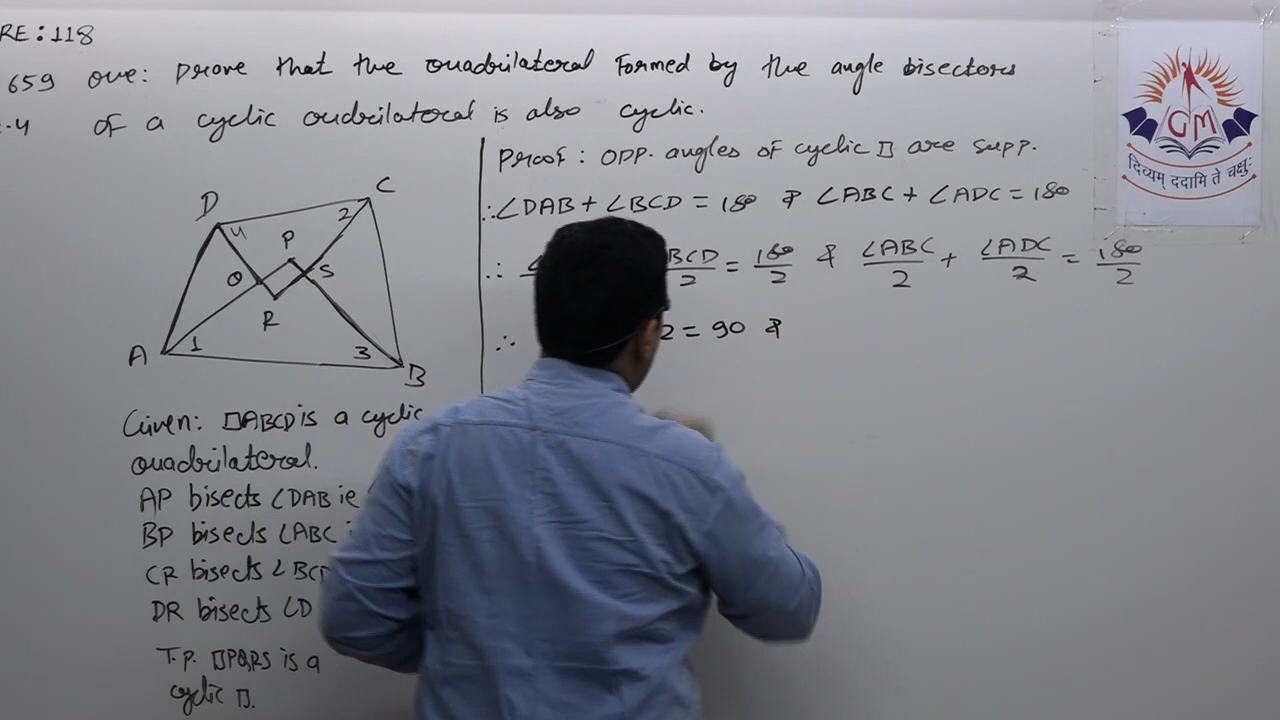 RE:118
659 Que: Prove that the quadrilateral formed by the angle bisectors
of a cyclic quadrilateral is also cyclic.
D
C
4
2
P
Q
S
R
A
1
3
B
Given: □ABCD is a cyclic
quadrilateral.
AP bisects ∠DAB ie
BP bisects ∠ABC
CR bisects ∠BCD
DR bisects ∠D
T.P. □PQRS is a
cyclic □.
Proof: Opp. angles of cyclic □ are supp.
∴ ∠DAB + ∠BCD = 180 & ∠ABC + ∠ADC = 180
∴ BCD/2 = 180/2 & ∠ABC/2 + ∠ADC/2 = 180/2
∴ 2 = 90 &
GM
दिव्यम् ददामि ते चक्षुः